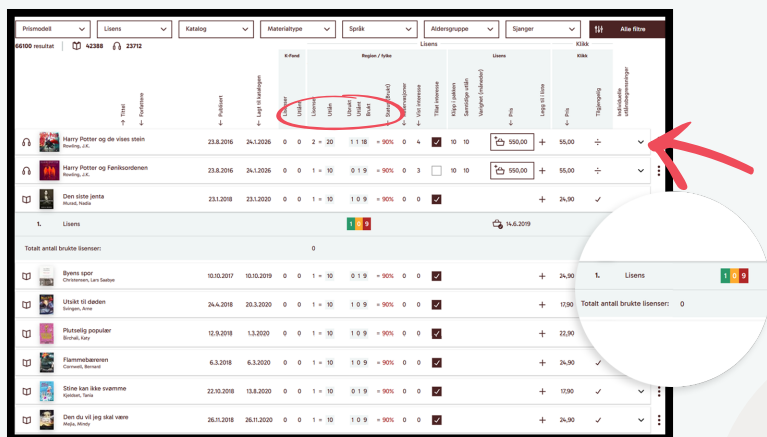 Prismodell Lisens Katalog Materialtype Språk Aldersgruppe Sjanger Alle filtre
66100 resultat 42388 23712 Lisens Klikk
K-Fond Region / fylke Lisens Klikk
↑ Tittel
↓ Forfattere
↑ Publisert
↓ Lagt til katalogen
Lisenser
Utlån
Lisenser
Utlån
Ubrukt
Utlånt
Brukt
↑ Status (Brukt)
↓ Reservasjoner
↓ Vist interesse
Tillat interesse
Klipp i pakken
Samtidige utlån
Varighet (måneder)
↓ Pris
Legg til i liste
↓ Pris
Tilgjengelig
Individuelle
utlånsbegrensninger
Harry Potter og de vises stein 23.8.2016 24.1.2026 0 0 2 = 20 1 1 18 = 90% 0 4 10 10 550,00 + 55,00 ÷
Rowling, J.K.
Harry Potter og Føniksordenen 23.8.2016 24.1.2026 0 0 1 = 10 0 1 9 = 90% 0 3 10 10 550,00 + 55,00 ÷
Rowling, J.K.
Den siste jenta 23.1.2018 23.1.2020 0 0 1 = 10 1 0 9 = 90% 0 0 + 24,90
Murad, Nadia
1. Lisens 1 0 9 14.6.2019
Totalt antall brukte lisenser: 0
Byens spor 10.10.2017 10.10.2019 0 0 1 = 10 0 1 9 = 90% 0 0 + 24,90
Christensen, Lars Saabye
1. Lisens 1 0 9
Totalt antall brukte lisenser: 0
Utsikt til døden 24.4.2018 20.3.2020 0 0 1 = 10 1 0 9 = 90% 0 0 + 17,90
Svingen, Arne
Plutselig populær 12.9.2018 1.3.2020 0 0 1 = 10 1 0 9 = 90% 0 0 + 22,90
Birchall, Katy
Flammebæreren 6.3.2018 6.3.2020 0 0 1 = 10 1 0 9 = 90% 0 0 + 24,90
Cornwell, Bernard
Stine kan ikke svømme 22.10.2018 13.8.2020 0 0 1 = 10 0 1 9 = 90% 0 0 + 17,90
Kjeldset, Tania
Den du vil jeg skal være 26.11.2018 26.11.2020 0 0 1 = 10 1 0 9 = 90% 0 0 + 24,90
Mejia, Mindy